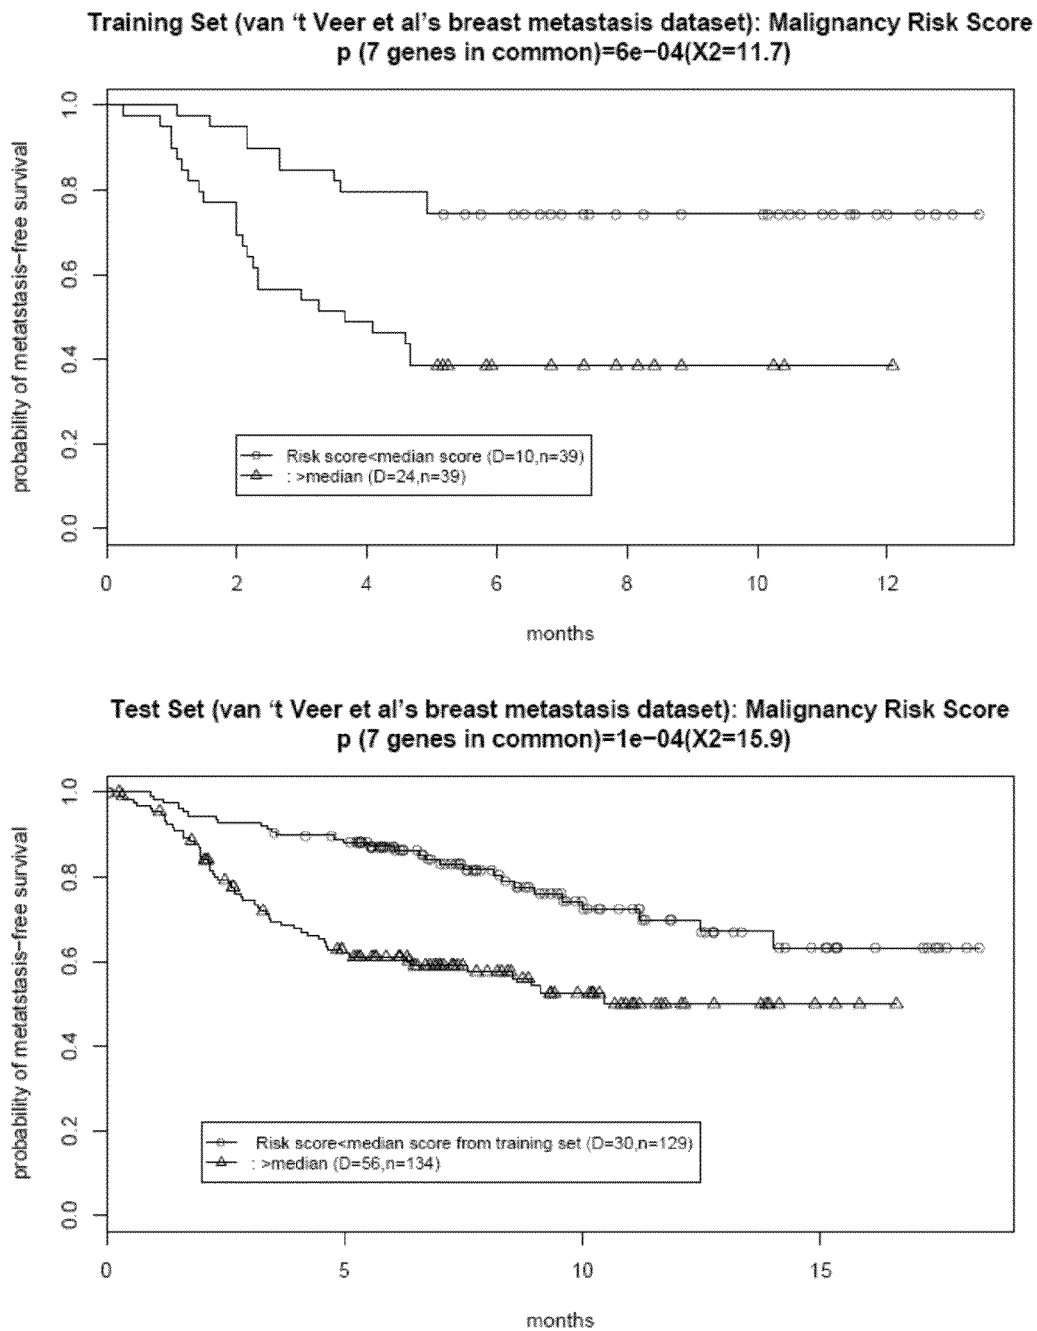 Training Set (van ‘t Veer et al’s breast metastasis dataset): Malignancy Risk Score
p (7 genes in common)=6e−04(X2=11.7)
probability of metatstasis−free survival
1.0
0.8
0.6
0.4
0.2
0.0
Risk score<median score (D=10,n=39)
: >median (D=24,n=39)
0 2 4 6 8 10 12
months
Test Set (van ‘t Veer et al’s breast metastasis dataset): Malignancy Risk Score
p (7 genes in common)=1e−04(X2=15.9)
probability of metatstasis−free survival
1.0
0.8
0.6
0.4
0.2
0.0
Risk score<median score from training set (D=30,n=129)
: >median (D=56,n=134)
0 5 10 15
months